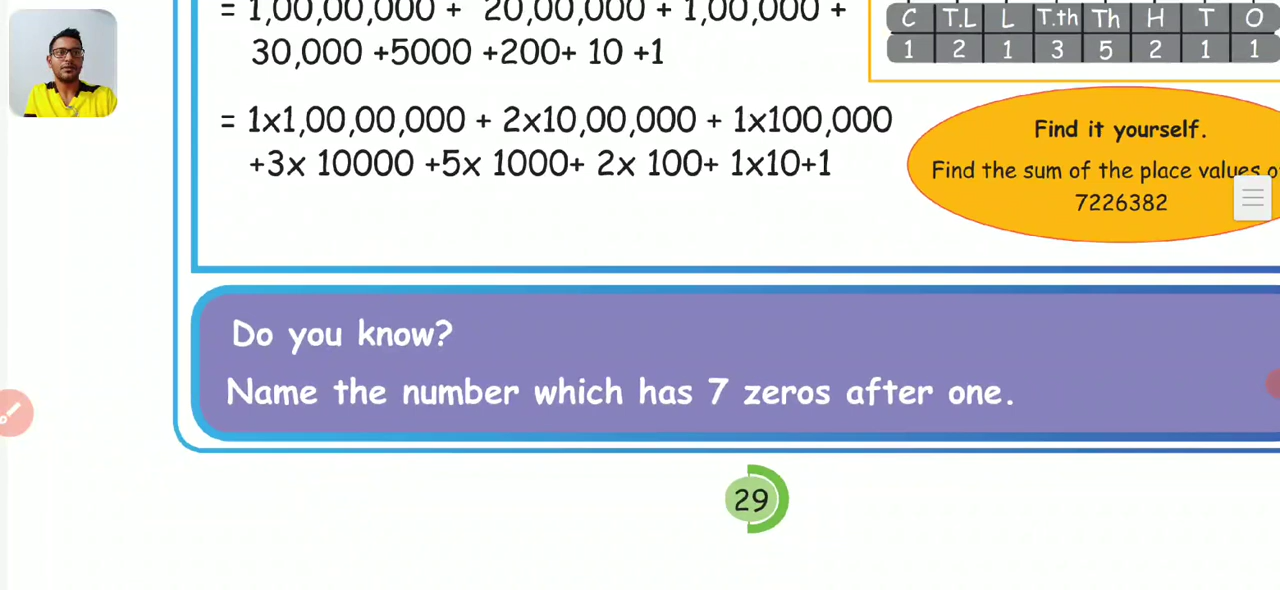 = 1,00,00,000 + 20,00,000 + 1,00,000 +
30,000 +5000 +200+ 10 +1
= 1x1,00,00,000 + 2x10,00,000 + 1x100,000
+3x 10000 +5x 1000+ 2x 100+ 1x10+1
C T.L L T.th Th H T O
1 2 1 3 5 2 1 1
Find it yourself.
Find the sum of the place values o
7226382
Do you know?
Name the number which has 7 zeros after one.
29